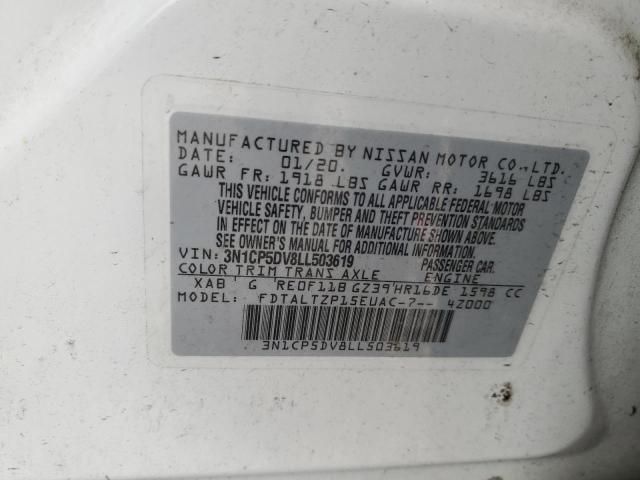 MANUFACTURED BY NISSAN MOTOR CO., LTD.
DATE: 01/20. GVWR: 3616 LBS
GAWR FR: 1918 LBS GAWR RR: 1698 LBS
THIS VEHICLE CONFORMS TO ALL APPLICABLE FEDERAL MOTOR
VEHICLE SAFETY, BUMPER AND THEFT PREVENTION STANDARDS
IN EFFECT ON THE DATE OF MANUFACTURE SHOWN ABOVE.
SEE OWNER'S MANUAL FOR ADDITIONAL INFORMATION.
VIN: 3N1CP5DV8LL503619 PASSENGER CAR.
COLOR TRIM TRANS AXLE ENGINE
XAB G RE0F11B GZ39 HR16DE 1598 CC
MODEL: FDTALTZP15EUAC-7-- 4Z000
3N1CP5DV8LL503619